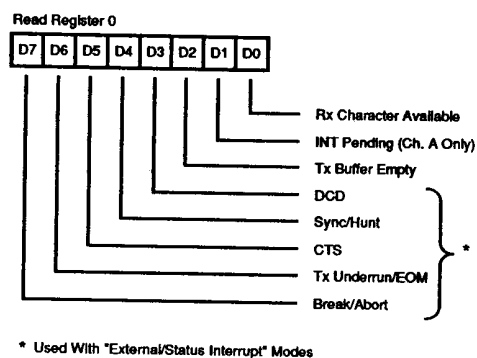 Read Register 0
D7 D6 D5 D4 D3 D2 D1 D0
Rx Character Available
INT Pending (Ch. A Only)
Tx Buffer Empty
DCD
Sync/Hunt
CTS
*
Tx Underrun/EOM
Break/Abort
* Used With "External/Status Interrupt" Modes